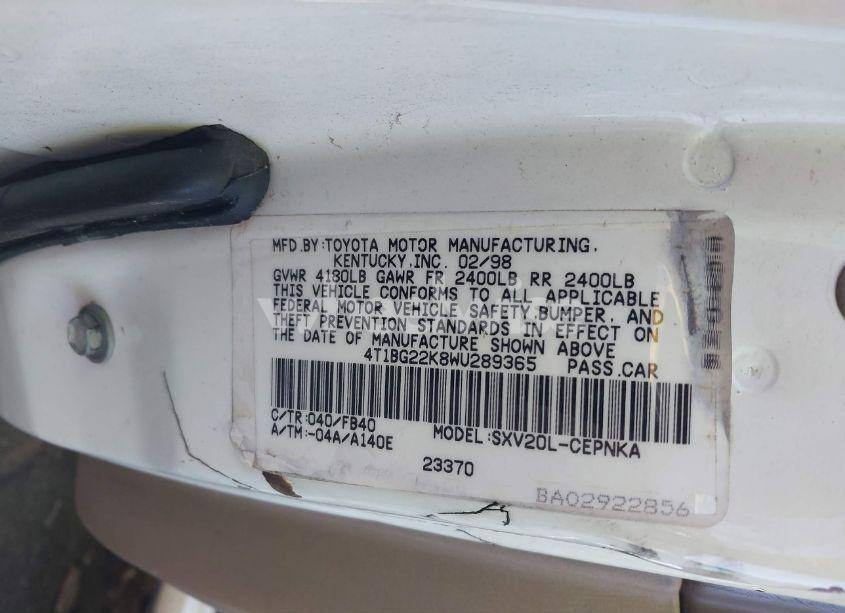 MFD.BY:TOYOTA MOTOR MANUFACTURING,
KENTUCKY,INC. 02/98
GVWR 4130LB GAWR FR 2400LB RR 2400LB
THIS VEHICLE CONFORMS TO ALL APPLICABLE
FEDERAL MOTOR VEHICLE SAFETY,BUMPER, AND
THEFT PREVENTION STANDARDS IN EFFECT ON
THE DATE OF MANUFACTURE SHOWN ABOVE
4T1BG22K8WU289365 PASS.CAR
C/TR:040/FB40
A/TM:-04A/A140E MODEL:SXV20L-CEPNKA
23370
BA02922856